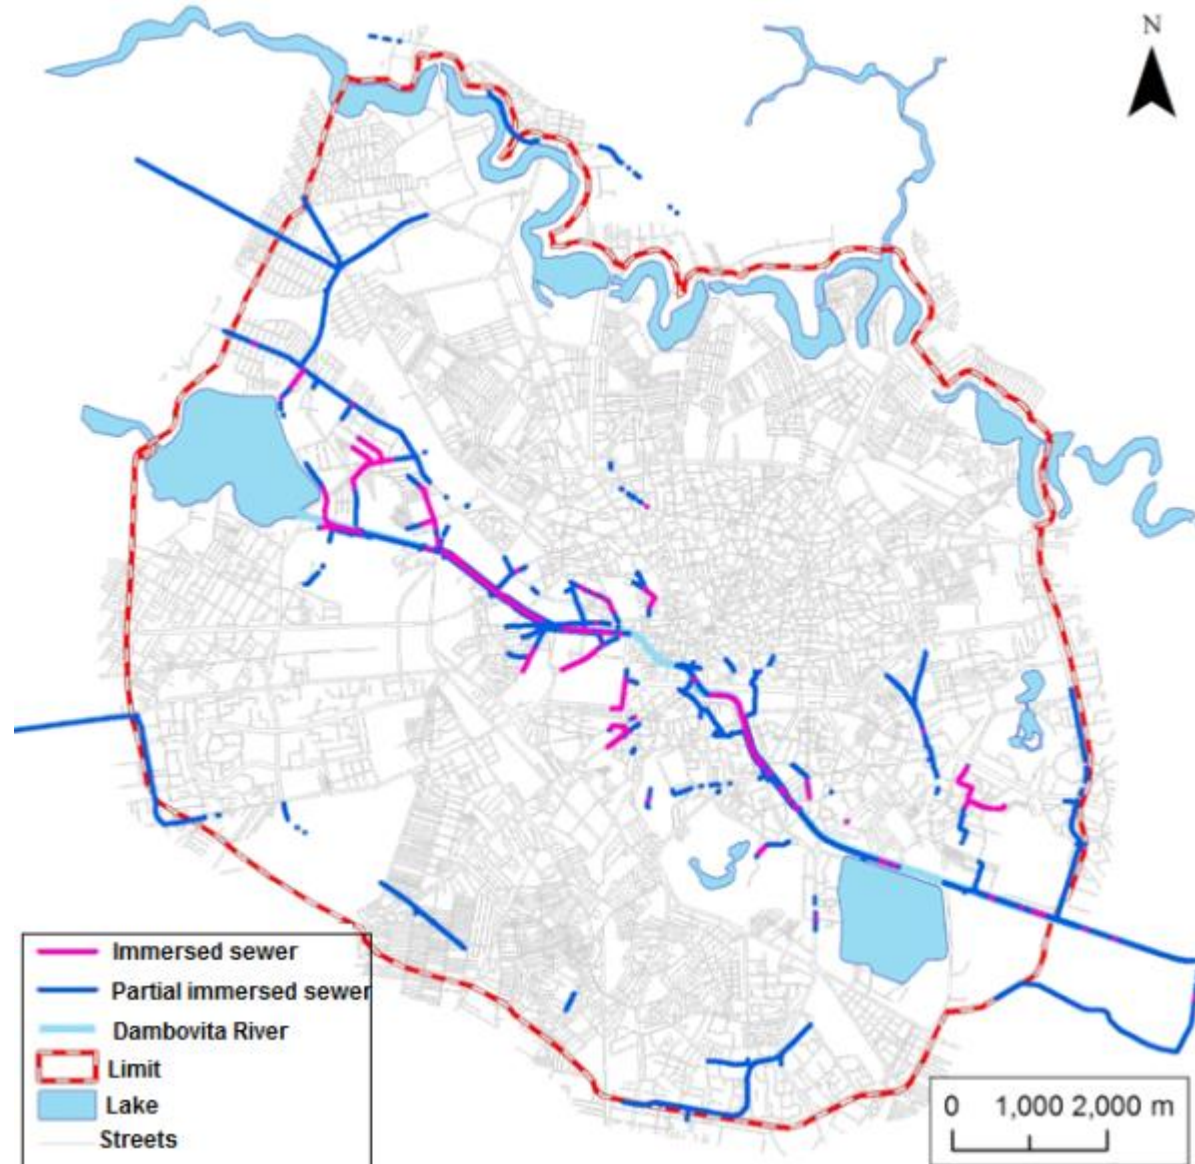 N
Immersed sewer
Partial immersed sewer
Dambovita River
Limit
Lake
Streets
0 1,000 2,000 m